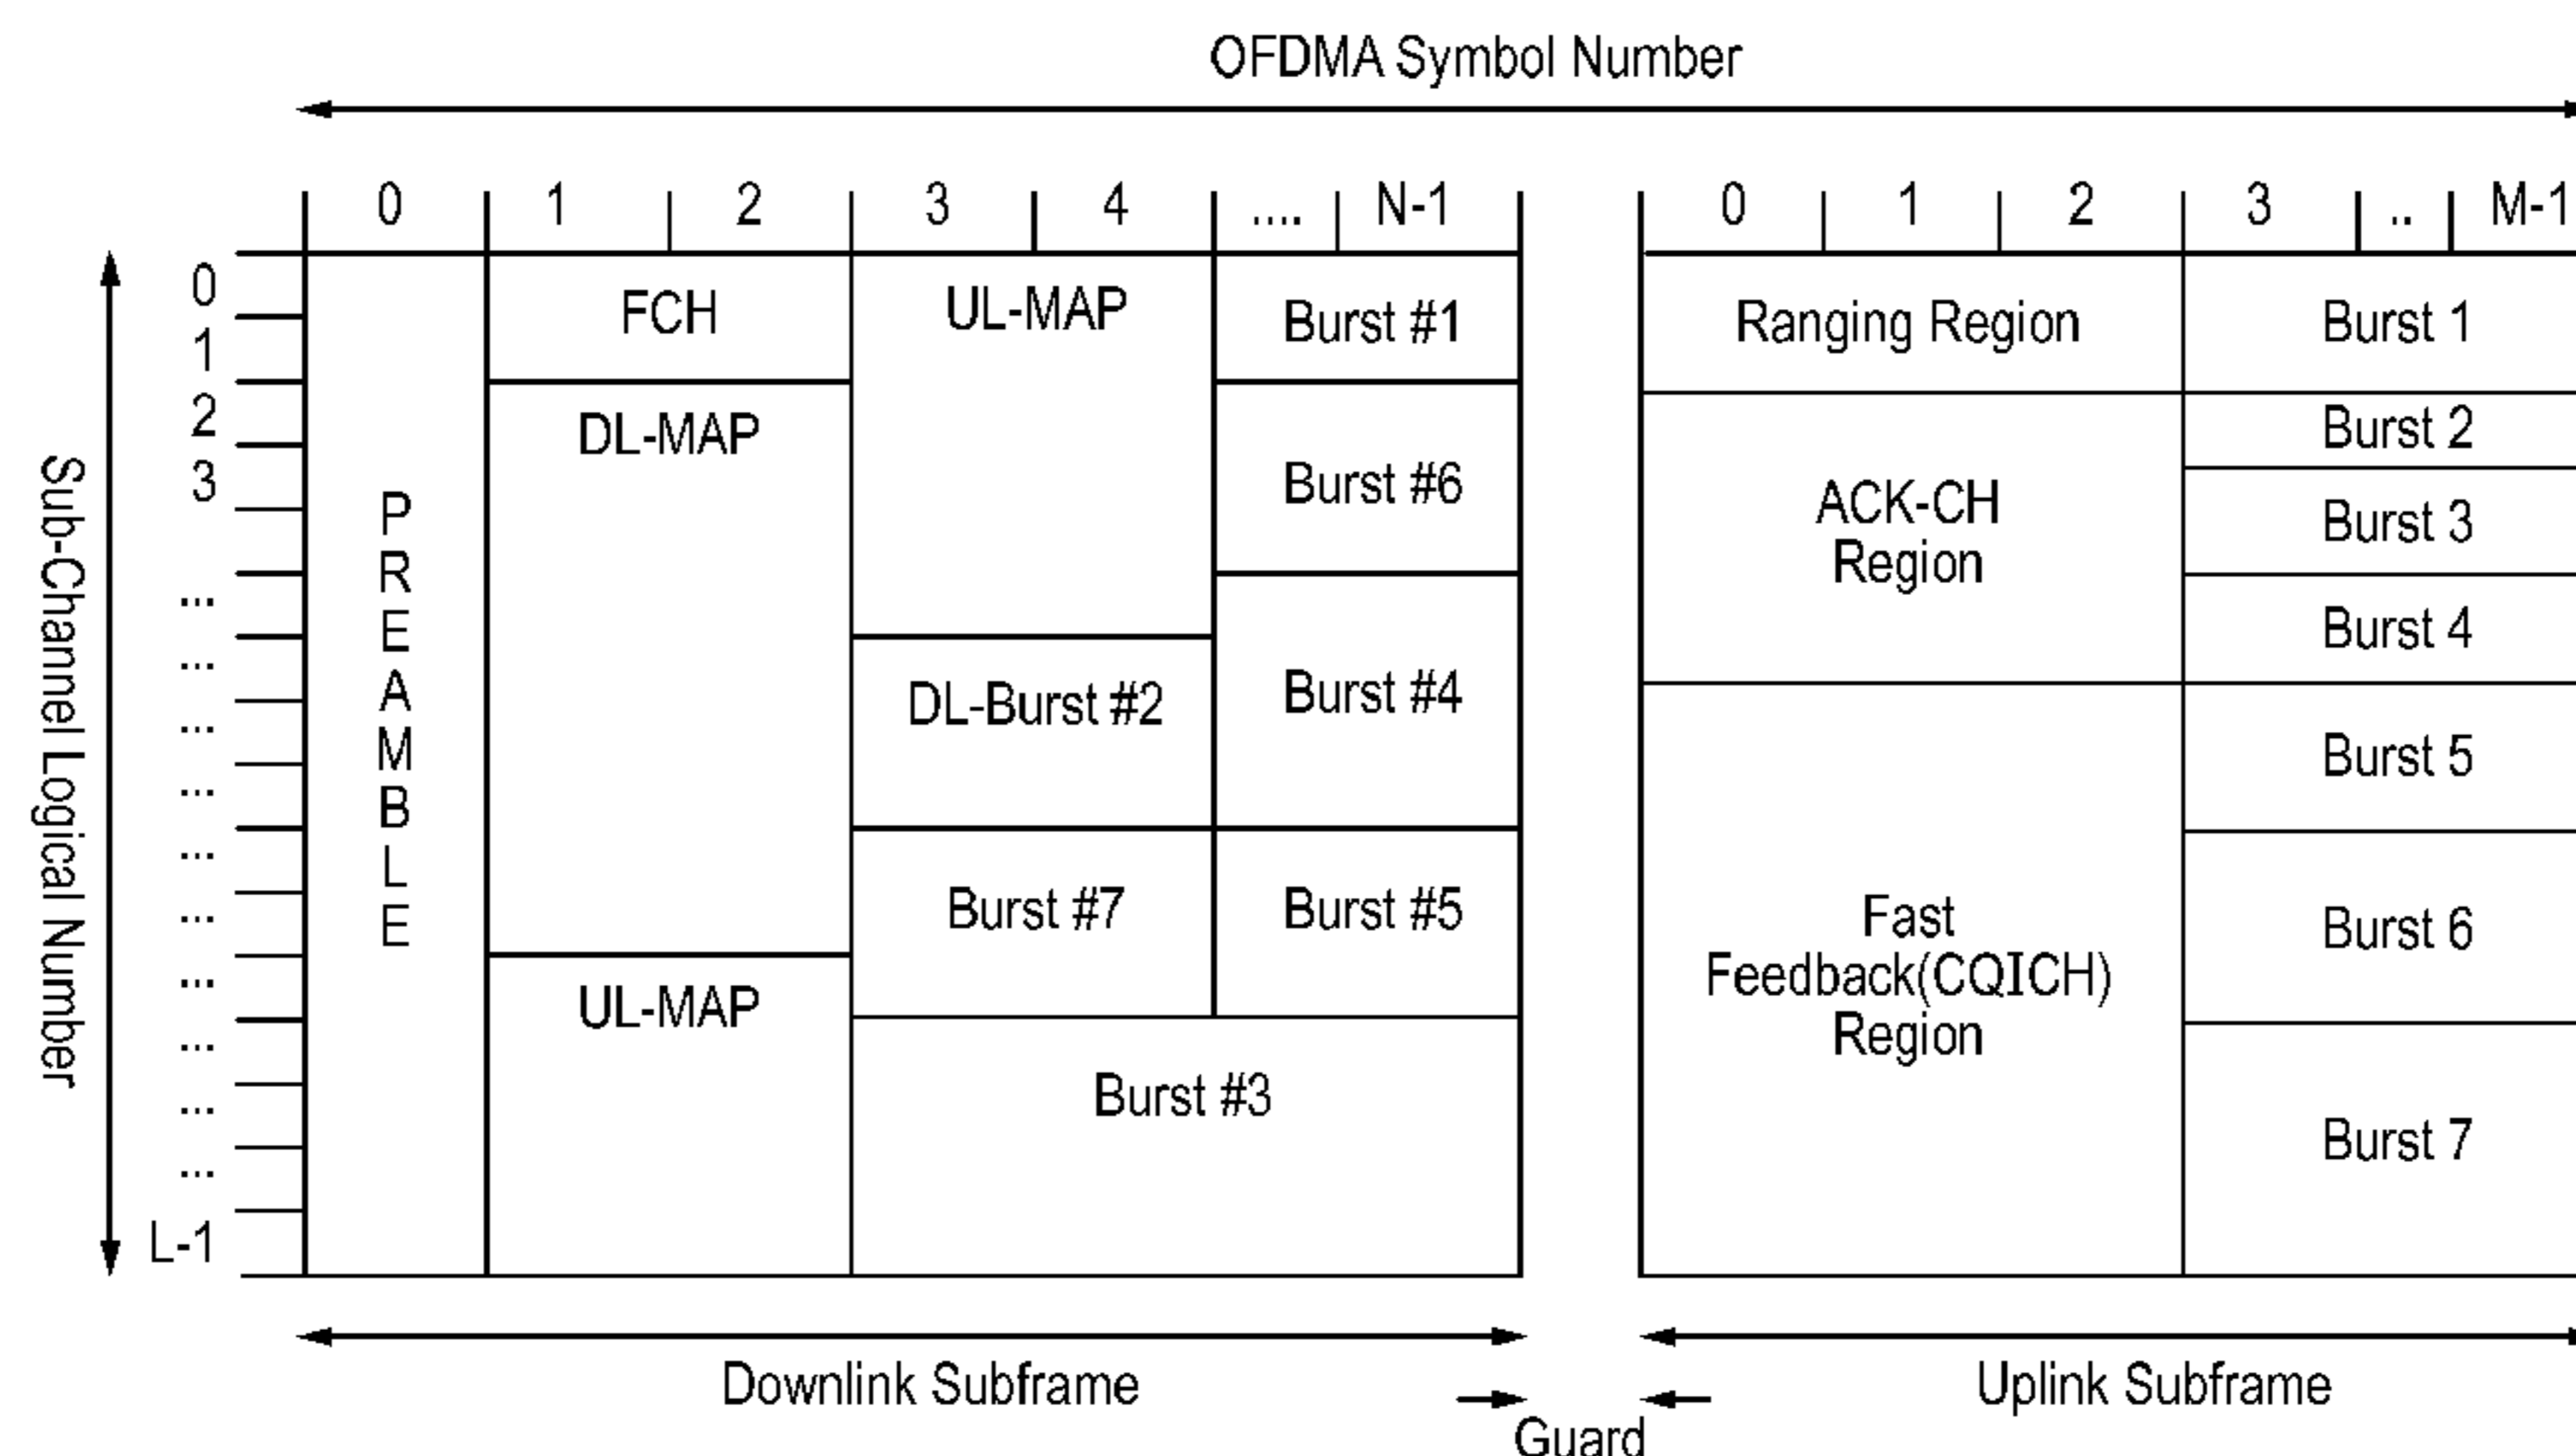 OFDMA Symbol Number
0 1 2 3 4 .... N-1 0 1 2 3 .. M-1
Sub-Channel Logical Number
0
1
2
3
...
...
...
...
...
...
...
...
...
...
L-1
PREAMBLE
FCH
DL-MAP
UL-MAP
UL-MAP
DL-Burst #2
Burst #7
Burst #3
Burst #1
Burst #6
Burst #4
Burst #5
Ranging Region
ACK-CH
Region
Fast
Feedback(CQICH)
Region
Burst 1
Burst 2
Burst 3
Burst 4
Burst 5
Burst 6
Burst 7
Downlink Subframe
Guard
Uplink Subframe